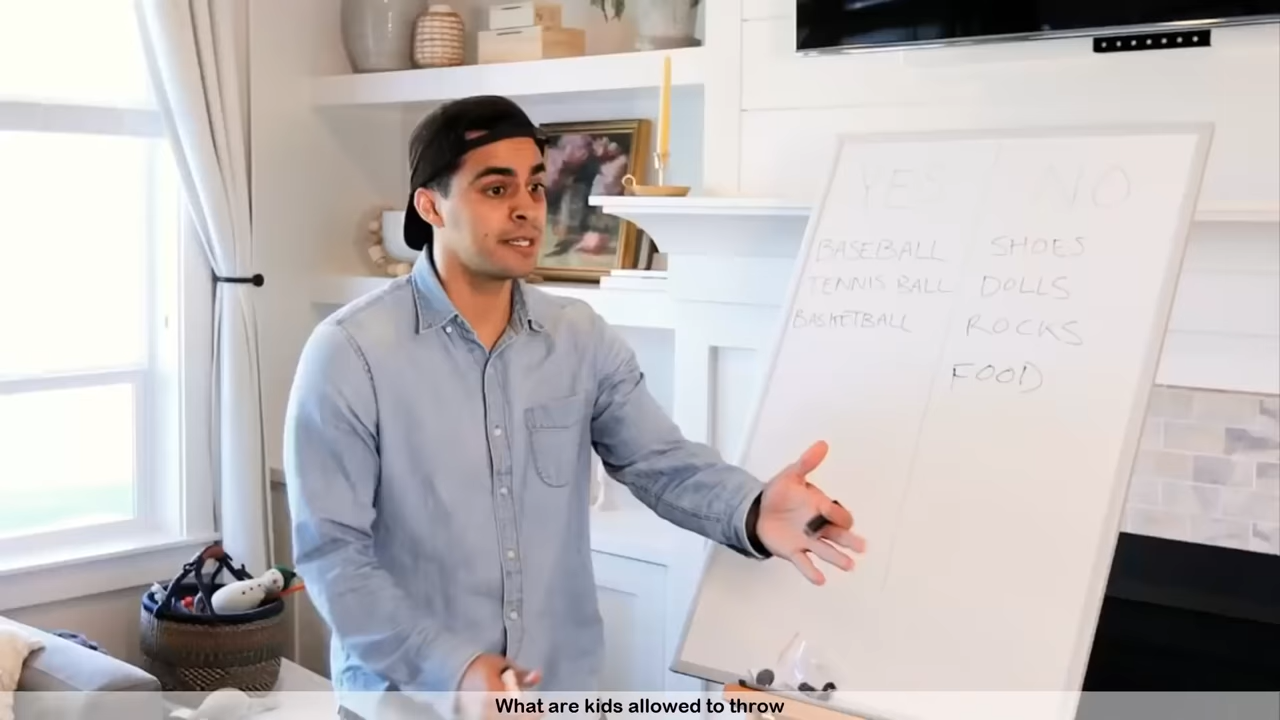 YES NO
BASEBALL SHOES
TENNIS BALL DOLLS
BASKETBALL ROCKS
FOOD
What are kids allowed to throw